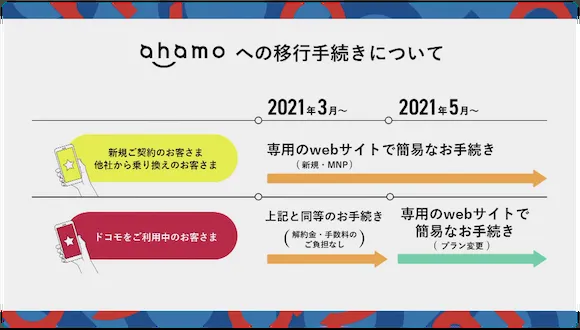 ahamo への移行手続きについて
2021年3月〜
2021年5月〜
新規ご契約のお客さま
他社から乗り換えのお客さま
専用のwebサイトで簡易なお手続き
(新規・MNP)
ドコモをご利用中のお客さま
上記と同等のお手続き
(解約金・手数料の
ご負担なし)
専用のwebサイトで
簡易なお手続き
(プラン変更)